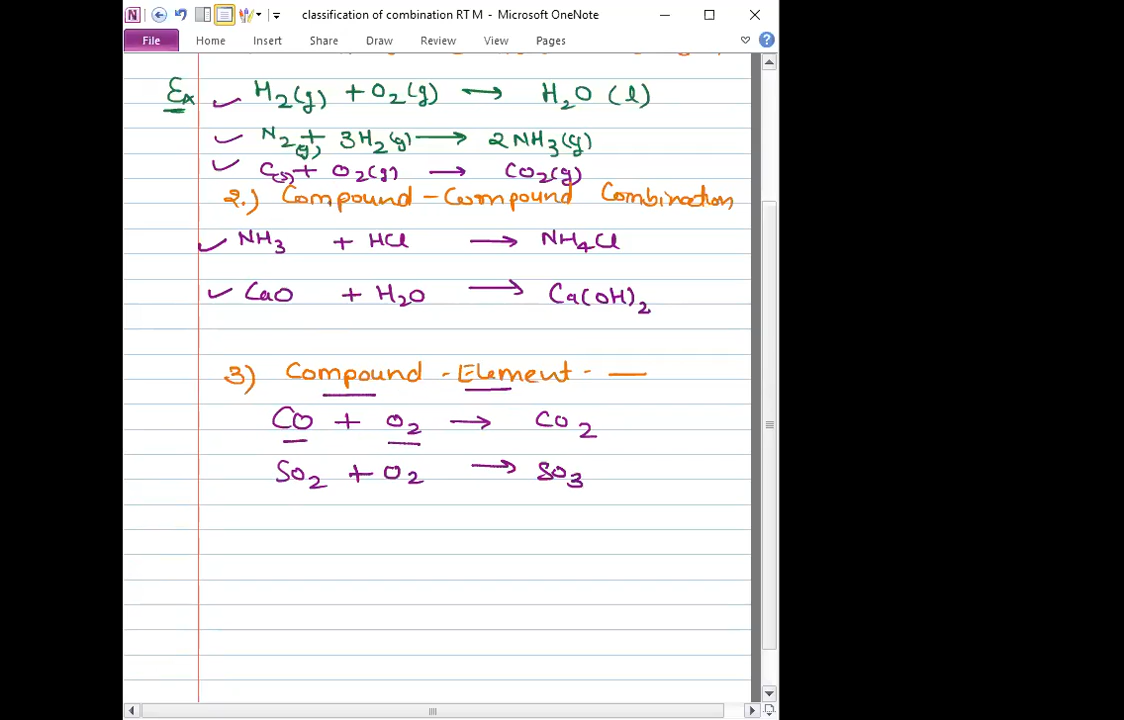 classification of combination RT M - Microsoft OneNote
File Home Insert Share Draw Review View Pages
Ex H2(g) + O2(g) → H2O (l)
N2(g) + 3H2(g) → 2NH3(g)
C(s) + O2(g) → CO2(g)
2.) Compound - Compound Combination
NH3 + HCl → NH4Cl
CaO + H2O → Ca(OH)2
3) Compound - Element - —
CO + O2 → CO2
SO2 + O2 → SO3